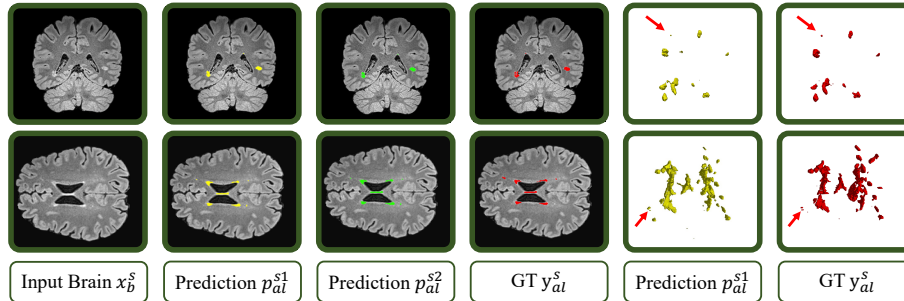 Input Brain $x_b^s$
Prediction $p_{al}^{s1}$
Prediction $p_{al}^{s2}$
GT $y_{al}^s$
Prediction $p_{al}^{s1}$
GT $y_{al}^s$